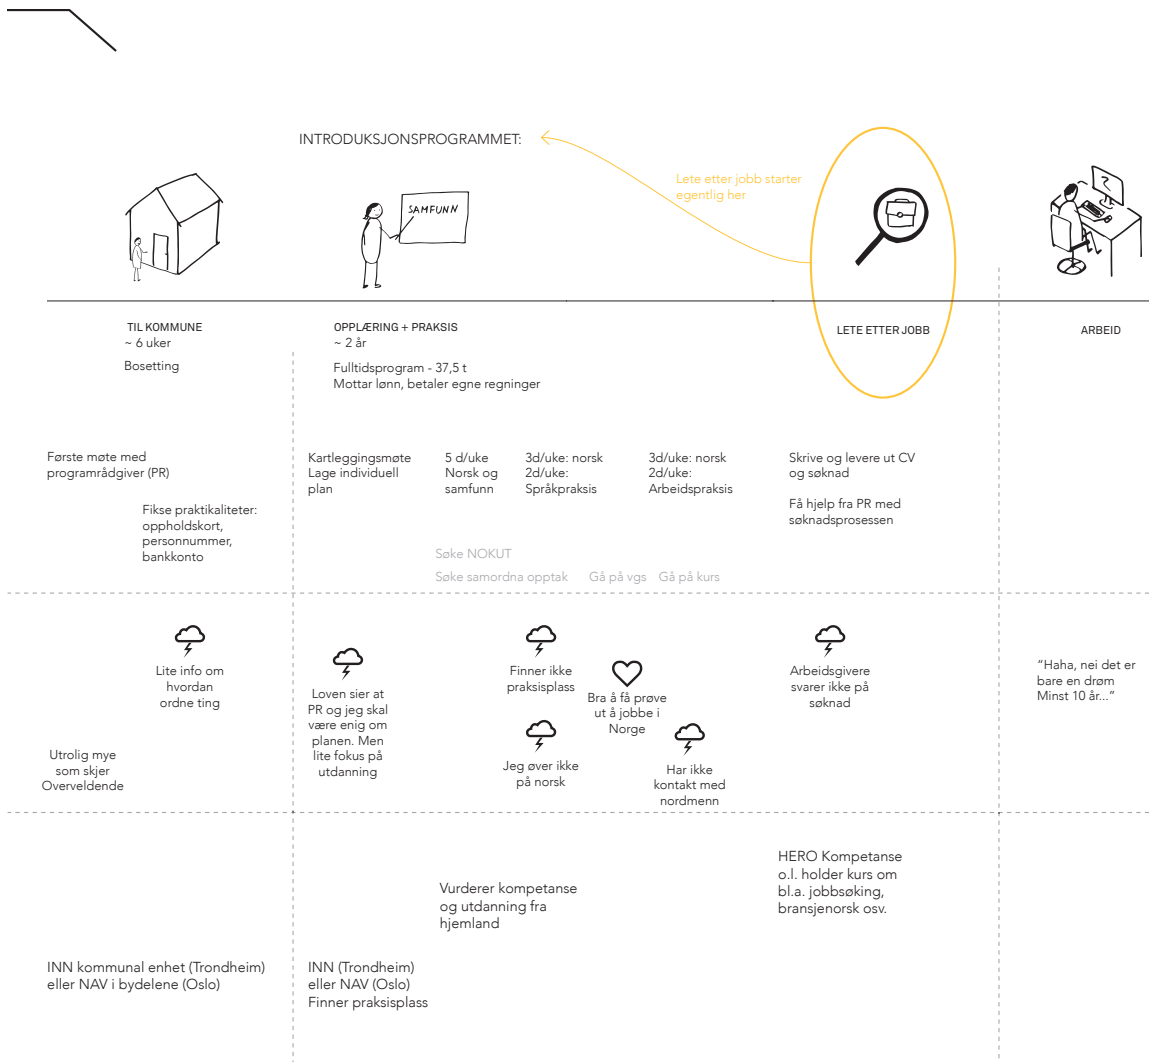 INTRODUKSJONSPROGRAMMET:
Lete etter jobb starter
egentlig her
SAMFUNN
?
TIL KOMMUNE
~ 6 uker
Bosetting
OPPLÆRING + PRAKSIS
~ 2 år
Fulltidsprogram - 37,5 t
Mottar lønn, betaler egne regninger
LETE ETTER JOBB
ARBEID
Første møte med
programrådgiver (PR)
Fikse praktikaliteter:
oppholdskort,
personnummer,
bankkonto
Kartleggingsmøte
Lage individuell
plan
5 d/uke
Norsk og
samfunn
3d/uke: norsk
2d/uke:
Språkpraksis
3d/uke: norsk
2d/uke:
Arbeidspraksis
Skrive og levere ut CV
og søknad
Få hjelp fra PR med
søknadsprosessen
Søke NOKUT
Søke samordna opptak
Gå på vgs
Gå på kurs
Lite info om
hvordan
ordne ting
Utrolig mye
som skjer
Overveldende
Loven sier at
PR og jeg skal
være enig om
planen. Men
lite fokus på
utdanning
Finner ikke
praksisplass
Jeg øver ikke
på norsk
Bra å få prøve
ut å jobbe i
Norge
Har ikke
kontakt med
nordmenn
Arbeidsgivere
svarer ikke på
søknad
“Haha, nei det er
bare en drøm
Minst 10 år...”
Vurderer kompetanse
og utdanning fra
hjemland
HERO Kompetanse
o.l. holder kurs om
bl.a. jobbsøking,
bransjenorsk osv.
INN kommunal enhet (Trondheim)
eller NAV i bydelene (Oslo)
INN (Trondheim)
eller NAV (Oslo)
Finner praksisplass